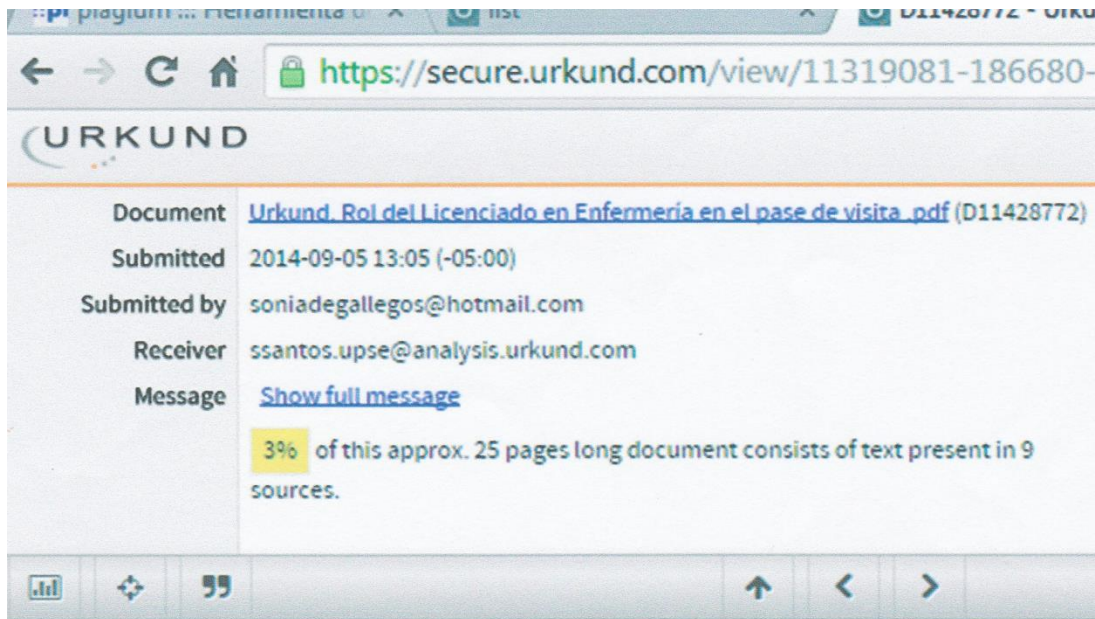 plagium ... Herramienta
list
D11428772 - Urku
https://secure.urkund.com/view/11319081-186680-
URKUND
Document Urkund. Rol del Licenciado en Enfermería en el pase de visita .pdf (D11428772)
Submitted 2014-09-05 13:05 (-05:00)
Submitted by soniadegallegos@hotmail.com
Receiver ssantos.upse@analysis.urkund.com
Message Show full message
3% of this approx. 25 pages long document consists of text present in 9
sources.